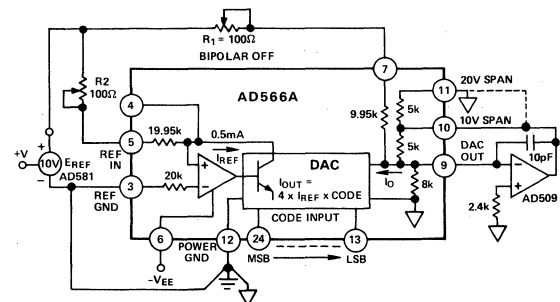 R1 = 100Ω
BIPOLAR OFF
R2
100Ω
7
11
20V SPAN
4
AD566A
9.95k
5k
10
10V SPAN
5
19.95k
0.5mA
5k
10pF
+V
10V
+
−
EREF
AD581
REF
IN
IREF
DAC
9
DAC
OUT
3
20k
IOUT =
4 x IREF x CODE
IO
8k
−
+
AD509
REF
GND
CODE INPUT
2.4k
6
POWER
GND
12
24
13
−VEE
MSB
LSB